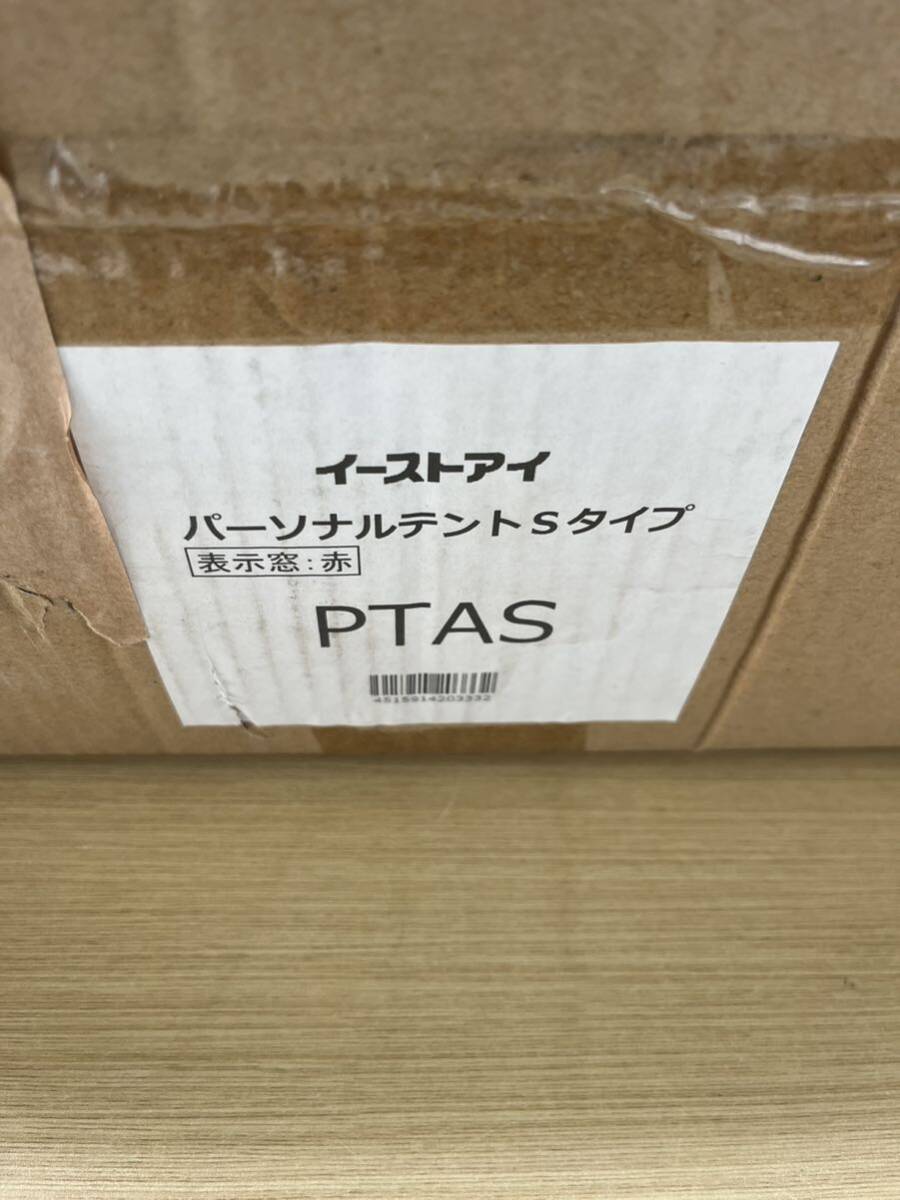 イーストアイ
パーソナルテントSタイプ
表示窓:赤
PTAS
4515914203332